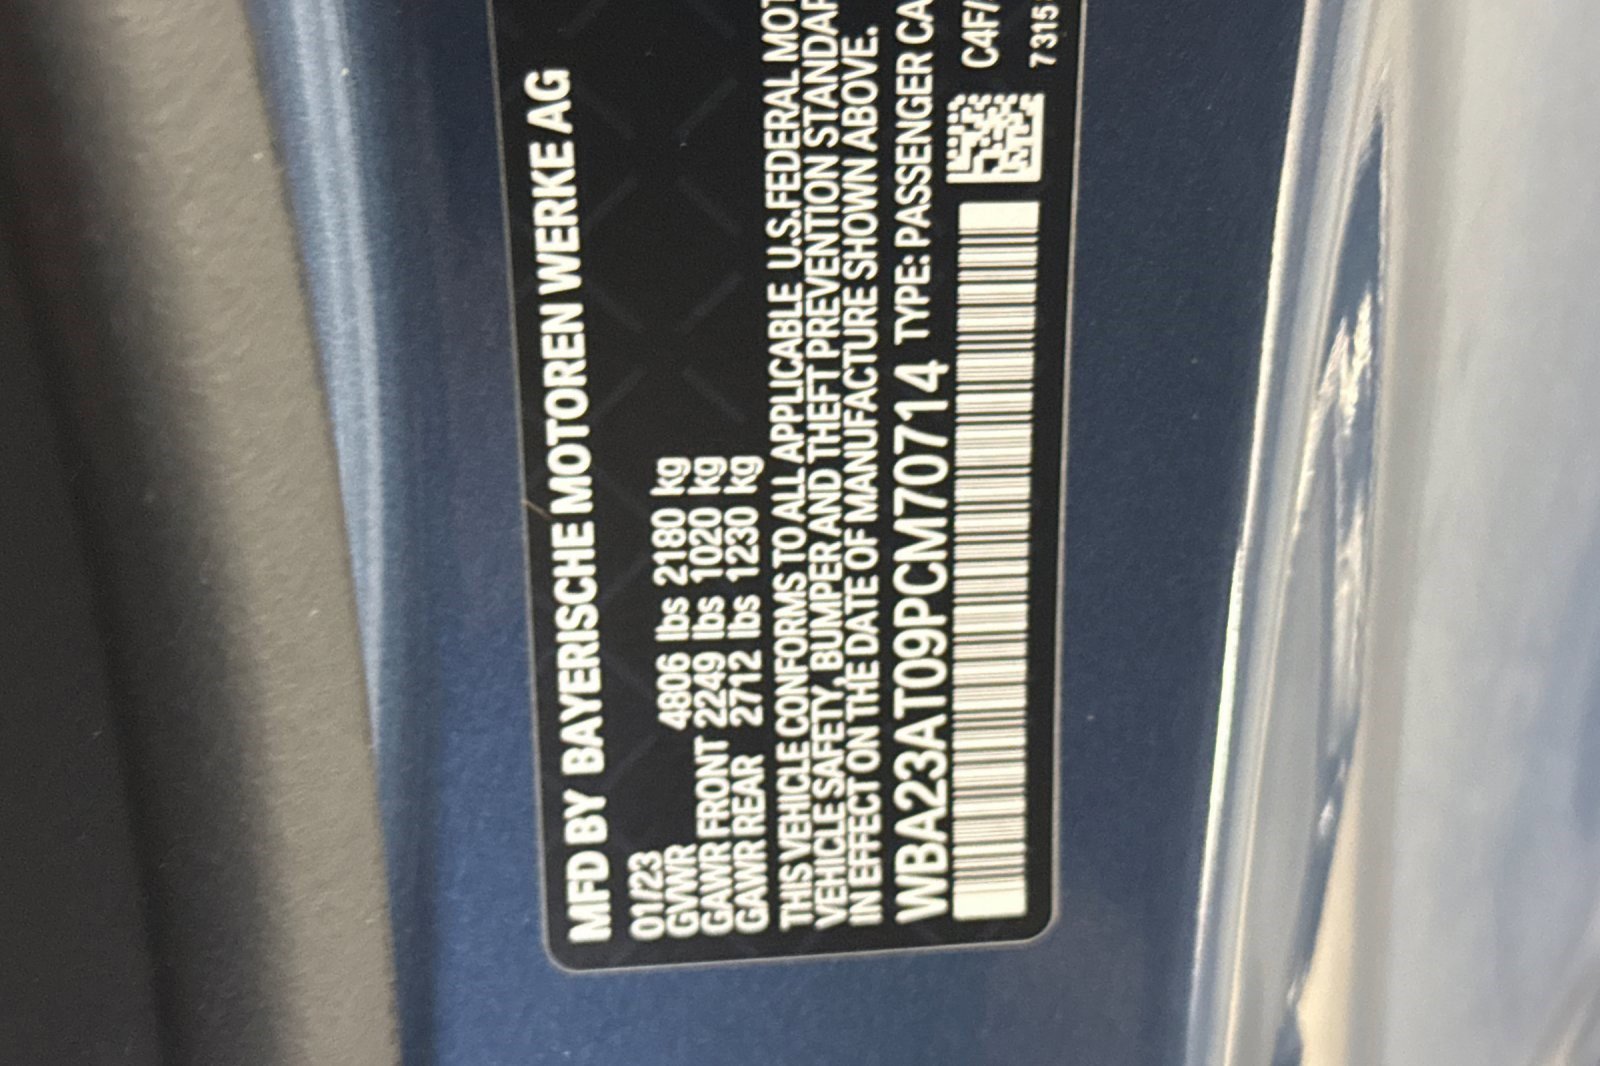 MFD BY BAYERISCHE MOTOREN WERKE AG
01/23
GVWR 4806 lbs 2180 kg
GAWR FRONT 2249 lbs 1020 kg
GAWR REAR 2712 lbs 1230 kg
THIS VEHICLE CONFORMS TO ALL APPLICABLE U.S.FEDERAL MOT
VEHICLE SAFETY, BUMPER AND THEFT PREVENTION STANDAR
IN EFFECT ON THE DATE OF MANUFACTURE SHOWN ABOVE.
WBA23AT09PCM70714 TYPE: PASSENGER CA
C4F/
7315